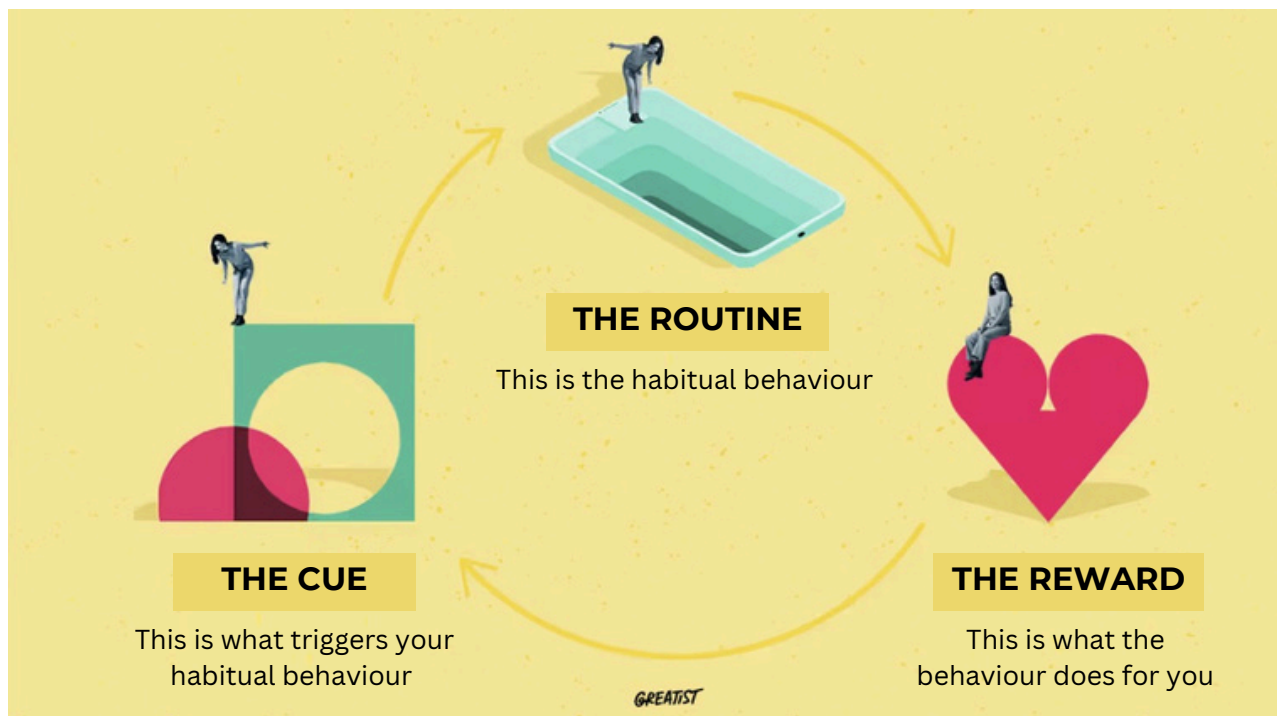 THE ROUTINE
This is the habitual behaviour
THE CUE
This is what triggers your
habitual behaviour
THE REWARD
This is what the
behaviour does for you
GREATIST